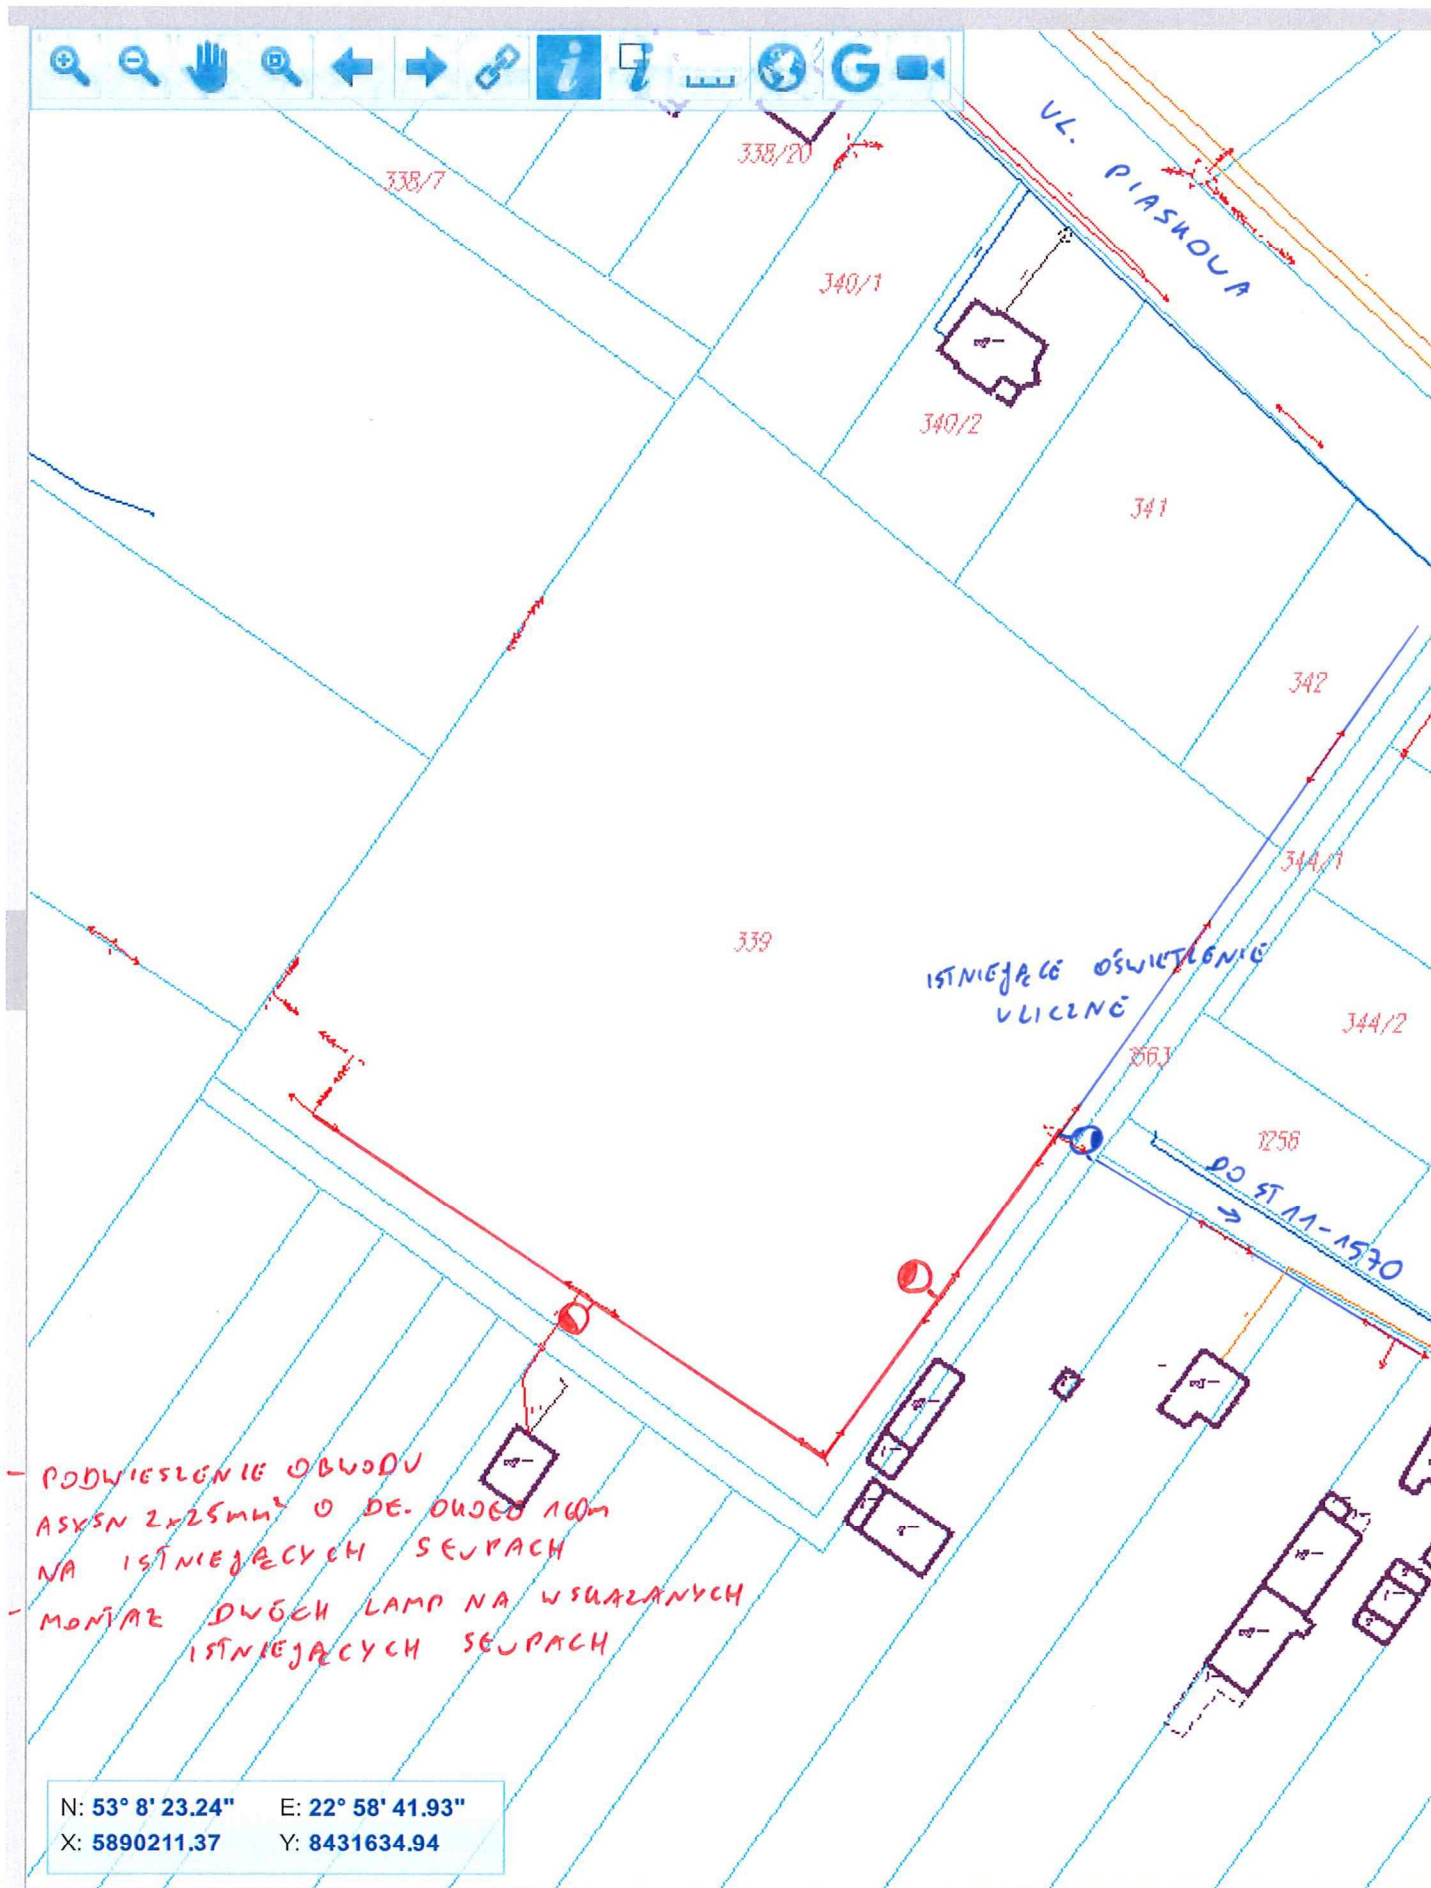 UL. PIASKOWA
338/7
338/20
340/1
340/2
341
342
344/1
339
ISTNIEJĄCE OŚWIETLENIE
ULICZNE
344/2
1563
1256
DO ST 11-1570
- PODWIESZENIE OBWODU
ASXSN 2x25mm² O DŁ. OKOŁO 160m
NA ISTNIEJĄCYCH SŁUPACH
- MONTAŻ DWÓCH LAMP NA WSKAZANYCH
ISTNIEJĄCYCH SŁUPACH
N: 53° 8' 23.24" E: 22° 58' 41.93"
X: 5890211.37 Y: 8431634.94